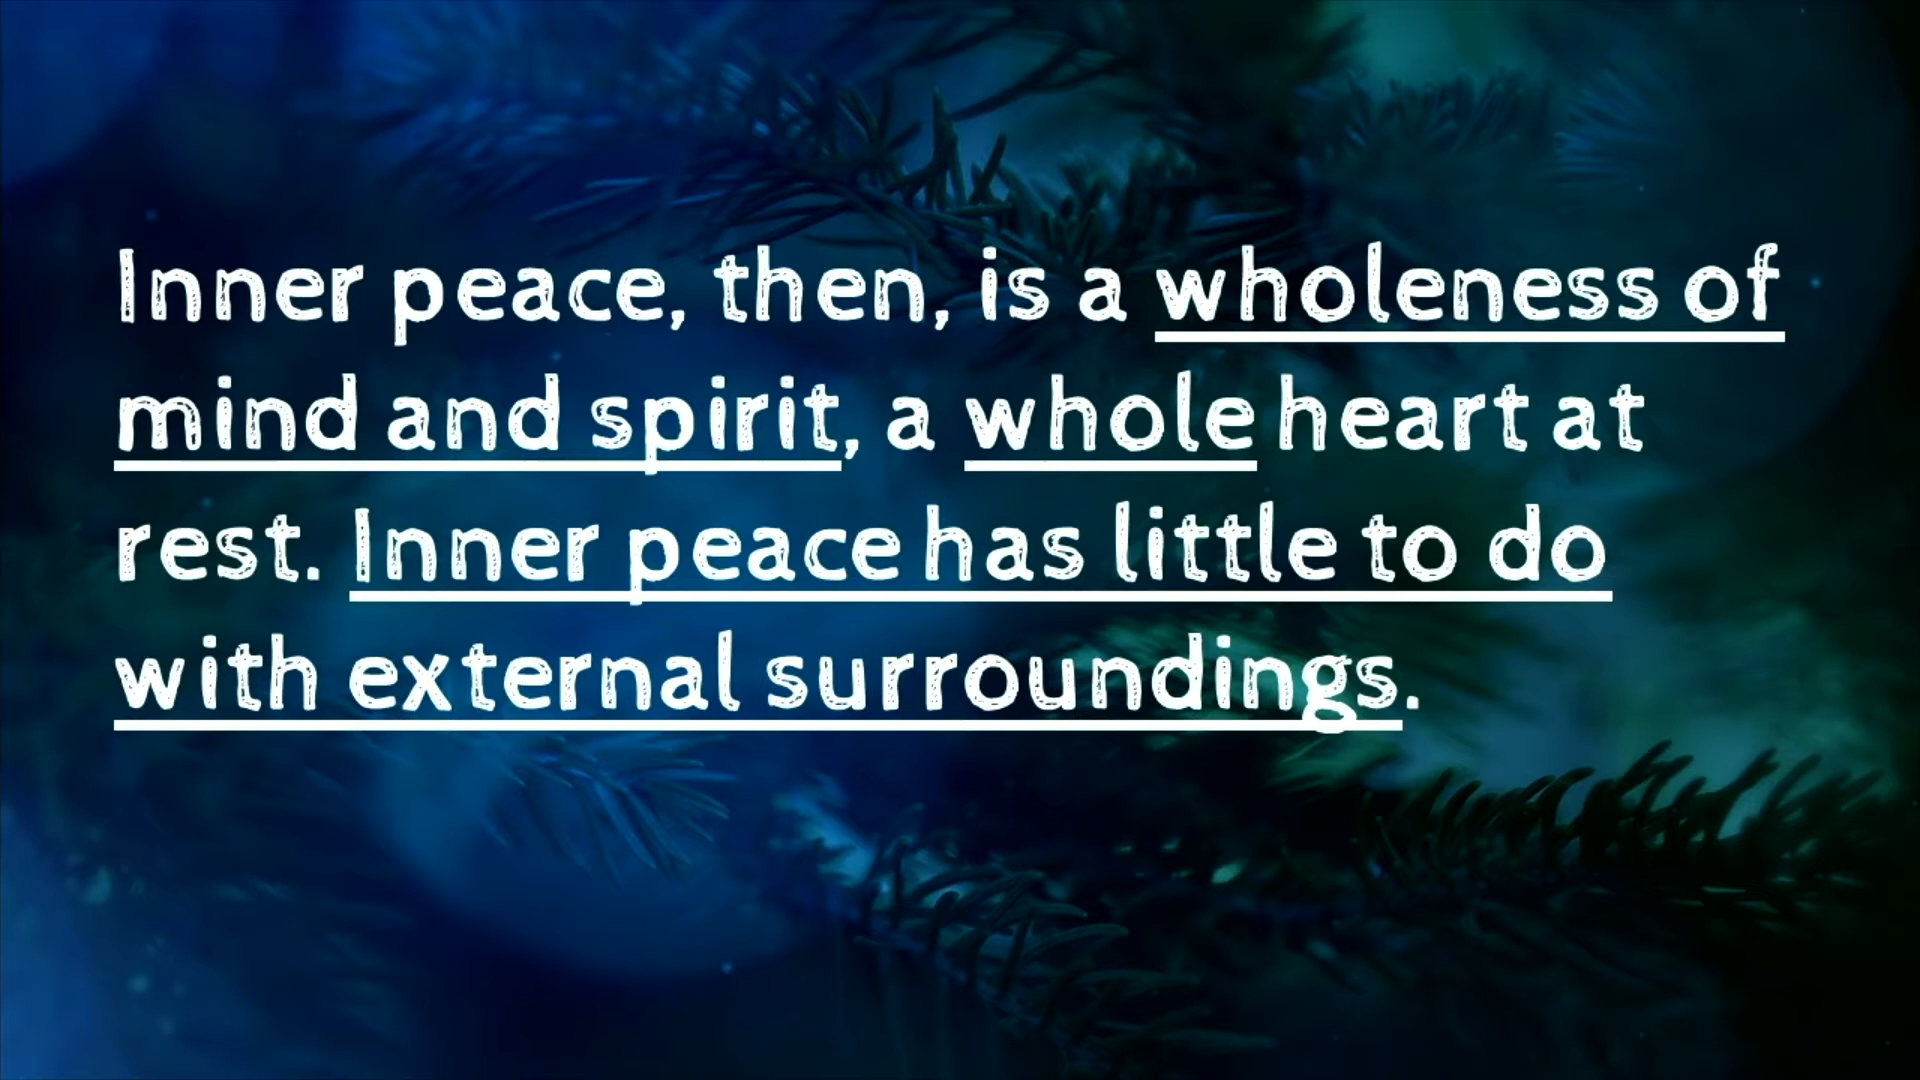 Inner peace, then, is a wholeness of
mind and spirit, a whole heart at
rest. Inner peace has little to do
with external surroundings.